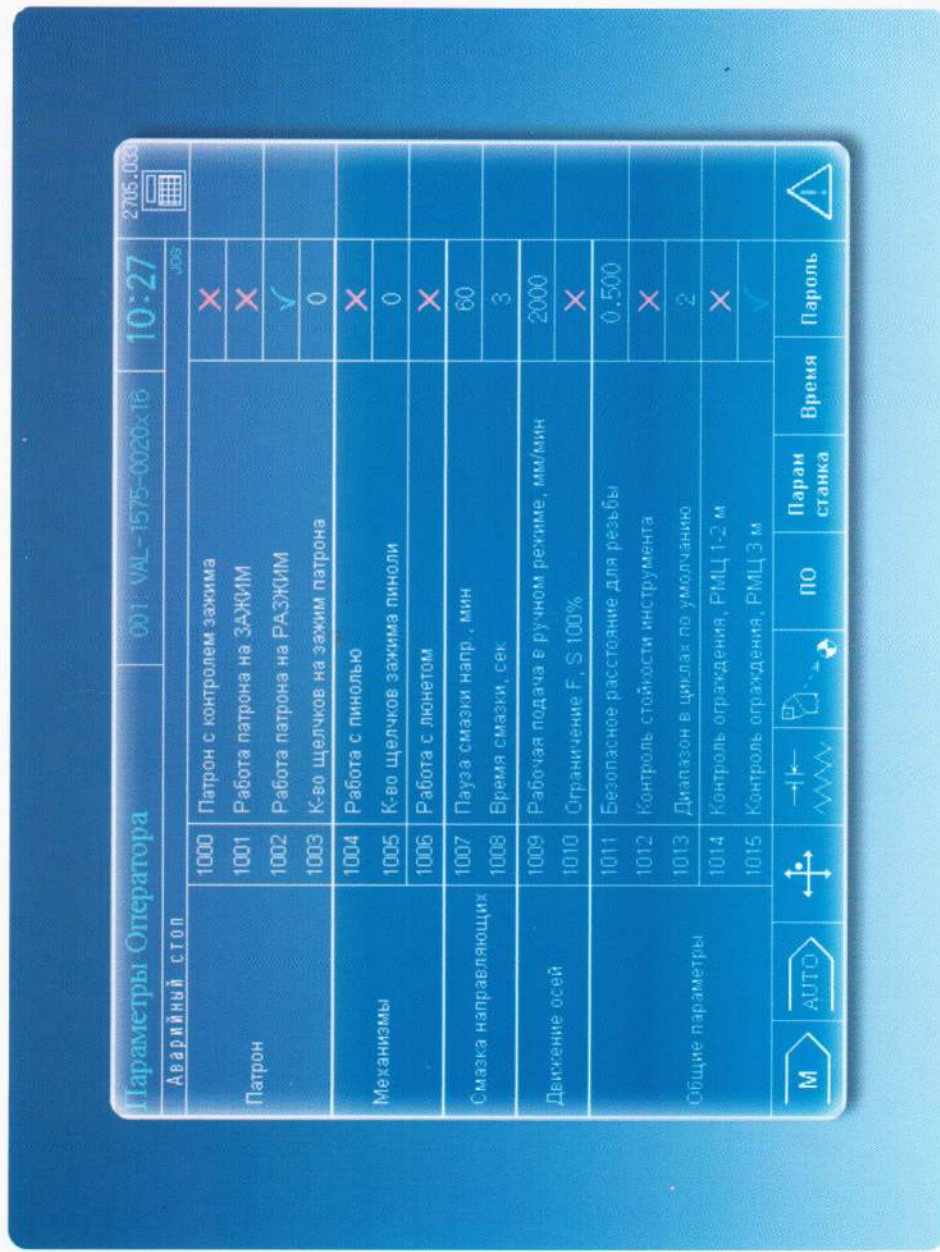 Параметры Оператора 001: VAL-1575-0020x16 10:27 2705.033
Аварийный стоп JOG
Патрон
1000 Патрон с контролем зажима ✗
1001 Работа патрона на ЗАЖИМ ✗
1002 Работа патрона на РАЗЖИМ ✓
1003 К-во щелчков на зажим патрона 0
Механизмы
1004 Работа с пинолью ✗
1005 К-во щелчков зажима пиноли 0
1006 Работа с люнетом ✗
Смазка направляющих
1007 Пауза смазки напр., мин 60
1008 Время смазки, сек 3
Движение осей
1009 Рабочая подача в ручном режиме, мм/мин 2000
1010 Ограничение F, S 100% ✗
Общие параметры
1011 Безопасное расстояние для резьбы 0.500
1012 Контроль стойкости инструмента ✗
1013 Диапазон в циклах по умолчанию 2
1014 Контроль ограждения, РМЦ 1-2 м ✗
1015 Контроль ограждения, РМЦ 3 м ✓
M AUTO ПО Паран Время Пароль
станка